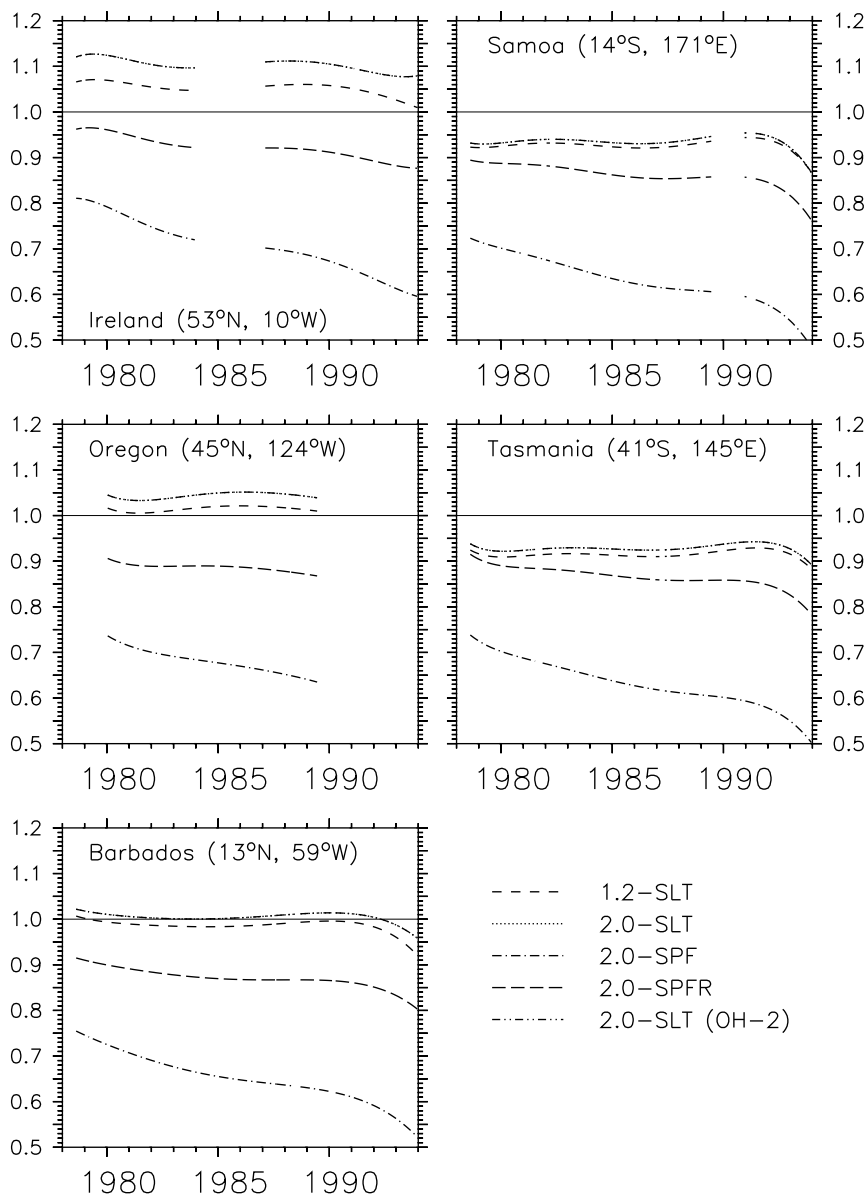 1.2
1.1
1.0
0.9
0.8
0.7
0.6
0.5
Ireland (53°N, 10°W)
1980 1985 1990
Samoa (14°S, 171°E)
1.2
1.1
1.0
0.9
0.8
0.7
0.6
0.5
1980 1985 1990
1.2
1.1
1.0
0.9
0.8
0.7
0.6
0.5
Oregon (45°N, 124°W)
1980 1985 1990
Tasmania (41°S, 145°E)
1.2
1.1
1.0
0.9
0.8
0.7
0.6
0.5
1980 1985 1990
1.2
1.1
1.0
0.9
0.8
0.7
0.6
0.5
Barbados (13°N, 59°W)
1980 1985 1990
1.2-SLT
2.0-SLT
2.0-SPF
2.0-SPFR
2.0-SLT (OH-2)